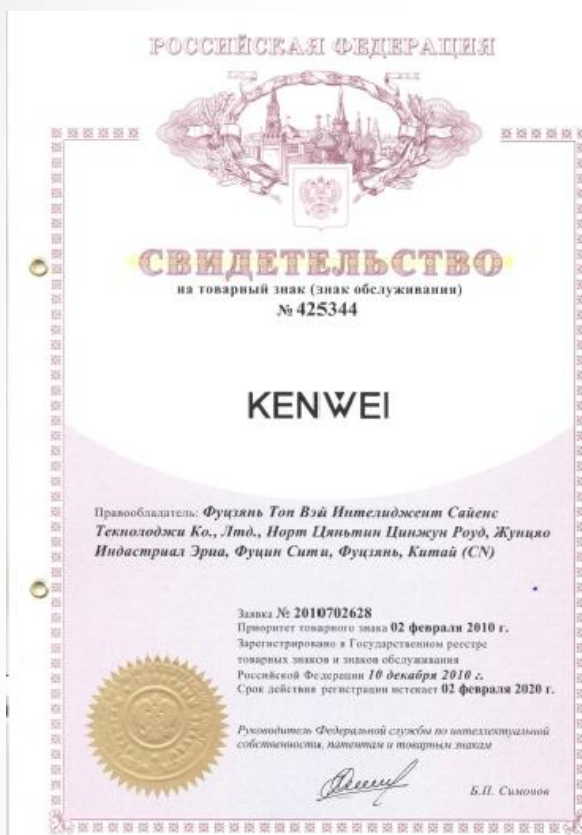 РОССИЙСКАЯ ФЕДЕРАЦИЯ
СВИДЕТЕЛЬСТВО
на товарный знак (знак обслуживания)
№ 425344
KENWEI
Правообладатель: Фуцзянь Топ Вэй Интелиджент Сайенс
Текнолоджи Ко., Лтд., Норт Цяньтин Цинжун Роуд, Жунцяо
Индастриал Эриа, Фуцин Сити, Фуцзянь, Китай (CN)
Заявка № 2010702628
Приоритет товарного знака 02 февраля 2010 г.
Зарегистрировано в Государственном реестре
товарных знаков и знаков обслуживания
Российской Федерации 10 декабря 2010 г.
Срок действия регистрации истекает 02 февраля 2020 г.
Руководитель Федеральной службы по интеллектуальной
собственности, патентам и товарным знакам
Б.П. Симонов